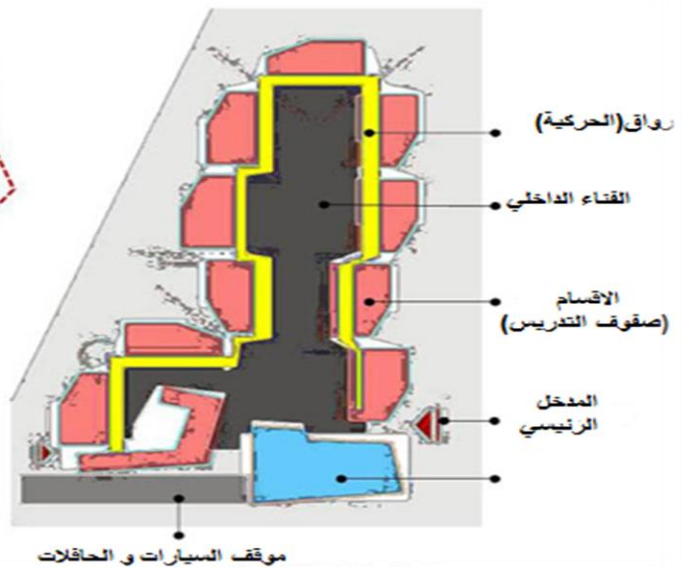 رواق(الحركية)
الفناء الداخلي
الاقسام
(صفوف التدريس)
المدخل
الرئيسي
موقف السيارات و الحافلات